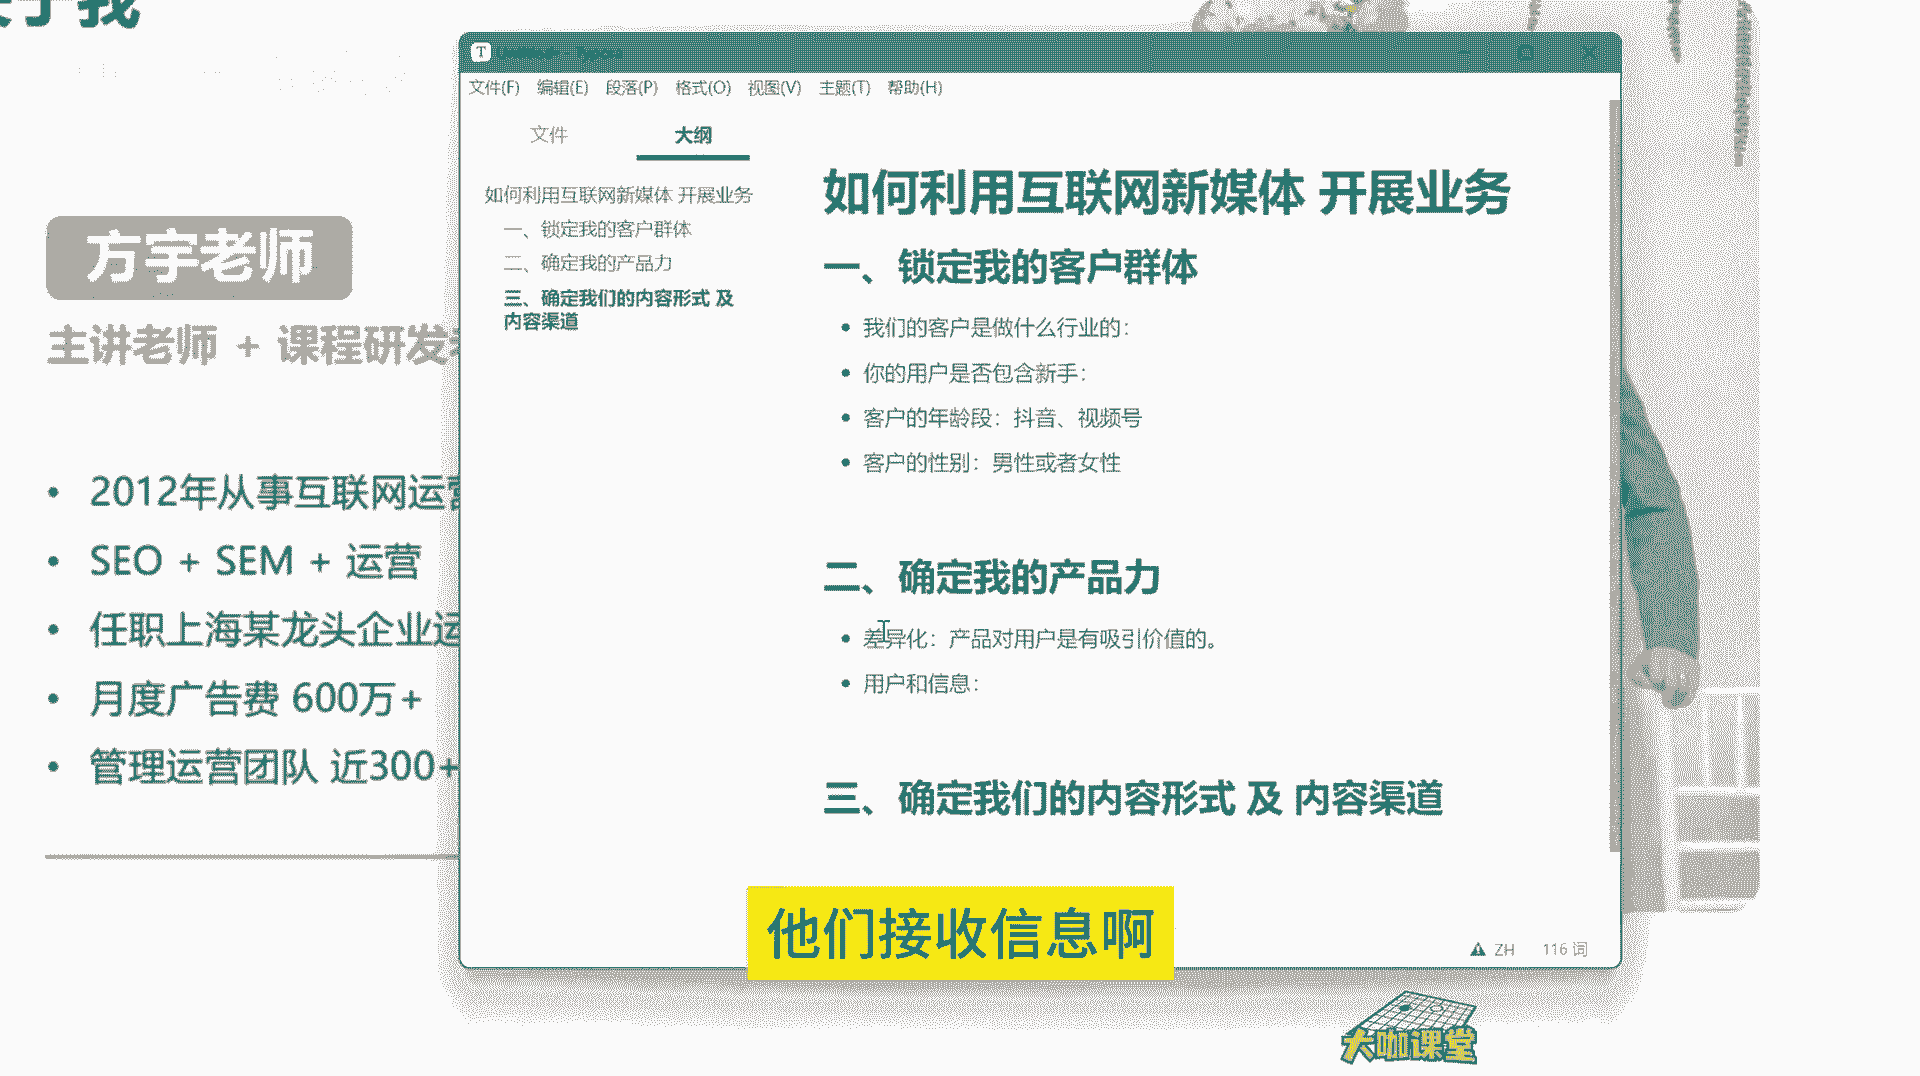 于我
方宇老师
主讲老师 + 课程研发
2012年从事互联网运营
SEO + SEM + 运营
任职上海某龙头企业运
月度广告费 600万+
管理运营团队 近300+
T
文件(F) 编辑(E) 段落(P) 格式(O) 视图(V) 主题(T) 帮助(H)
文件 大纲
如何利用互联网新媒体 开展业务
一、锁定我的客户群体
二、确定我的产品力
三、确定我们的内容形式 及
内容渠道
如何利用互联网新媒体 开展业务
一、锁定我的客户群体
我们的客户是做什么行业的：
你的用户是否包含新手：
客户的年龄段：抖音、视频号
客户的性别：男性或者女性
二、确定我的产品力
差异化：产品对用户是有吸引价值的。
用户和信息：
三、确定我们的内容形式 及 内容渠道
他们接收信息啊
ZH 116 词
大咖课堂